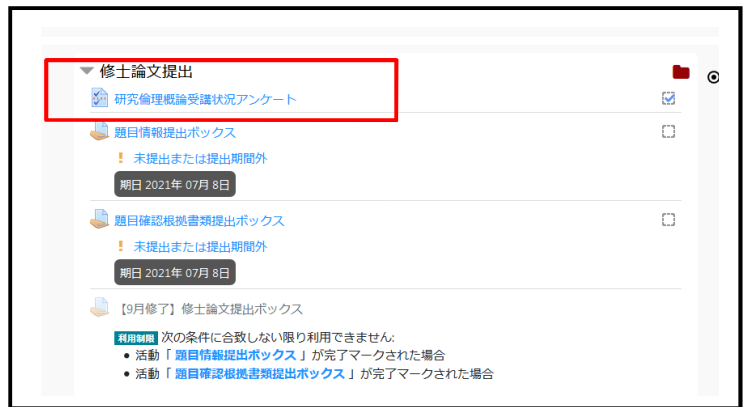 修士論文提出
研究倫理概論受講状況アンケート
題目情報提出ボックス
! 未提出または提出期間外
期日 2021年 07月 8日
題目確認根拠書類提出ボックス
! 未提出または提出期間外
期日 2021年 07月 8日
【9月修了】修士論文提出ボックス
利用制限 次の条件に合致しない限り利用できません:
• 活動「 題目情報提出ボックス 」が完了マークされた場合
• 活動「 題目確認根拠書類提出ボックス 」が完了マークされた場合